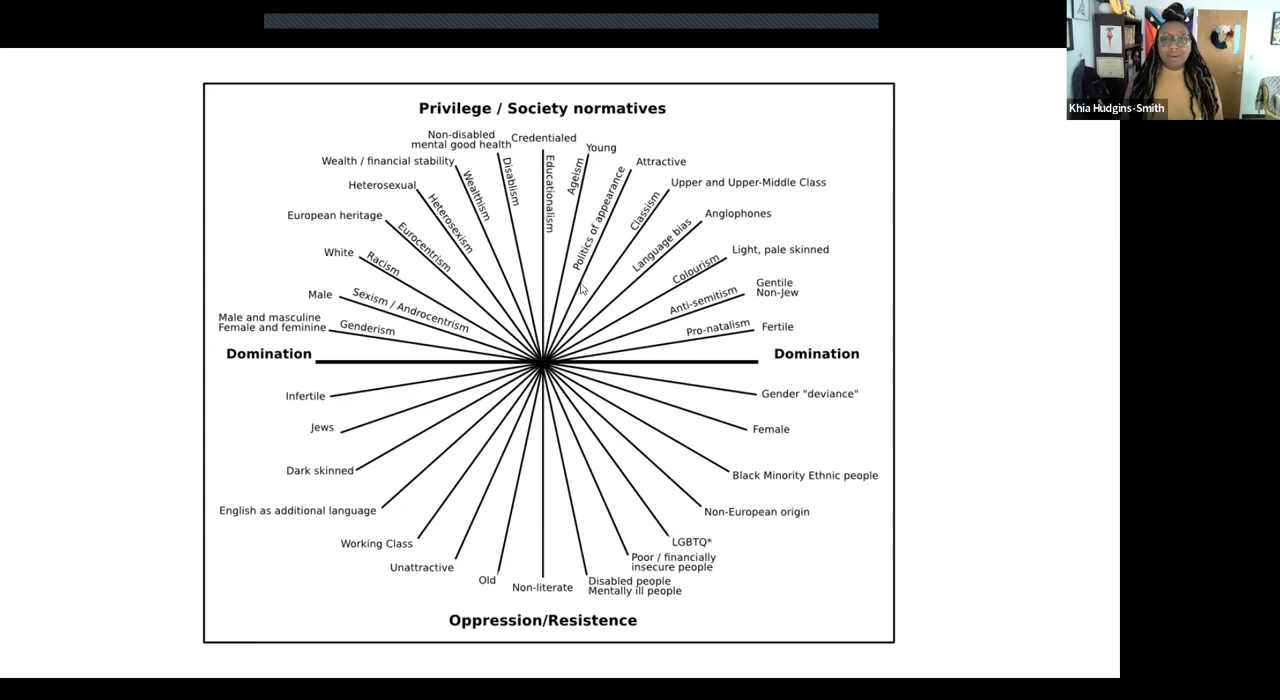 Khia Hudgins-Smith
Privilege / Society normatives
Non-disabled
mental good health
Credentialed
Young
Wealth / financial stability
Attractive
Heterosexual
Upper and Upper-Middle Class
European heritage
Anglophones
White
Light, pale skinned
Male
Gentile
Non-Jew
Male and masculine
Female and feminine
Fertile
Genderism
Sexism / Androcentrism
Racism
Eurocentrism
Heterosexism
Wealthism
Disablism
Educationalism
Ageism
Politics of appearance
Classism
Language bias
Colourism
Anti-semitism
Pro-natalism
Domination
Domination
Infertile
Gender "deviance"
Jews
Female
Dark skinned
Black Minority Ethnic people
English as additional language
Non-European origin
Working Class
LGBTQ*
Unattractive
Poor / financially
insecure people
Old
Non-literate
Disabled people
Mentally ill people
Oppression/Resistence